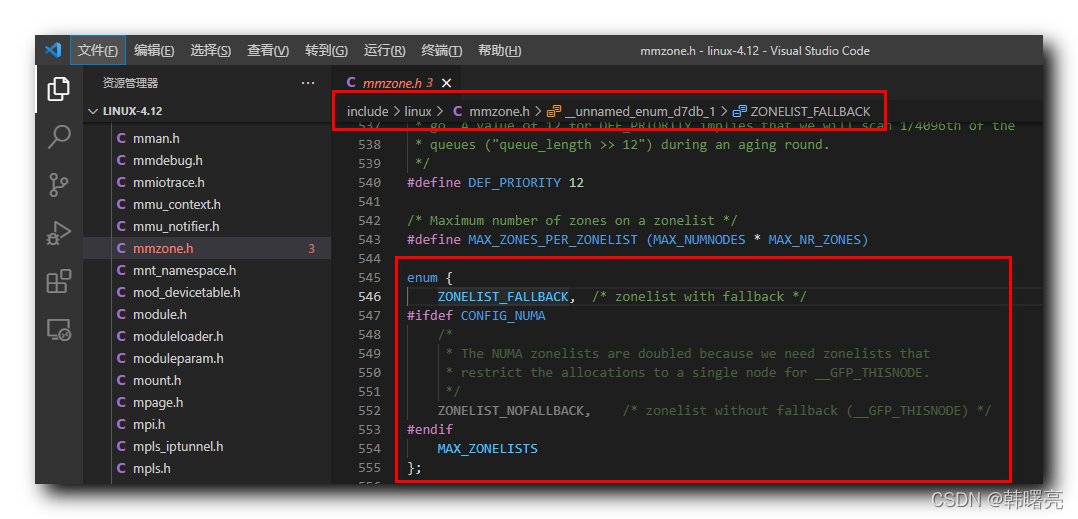 文件(F) 编辑(E) 选择(S) 查看(V) 转到(G) 运行(R) 终端(T) 帮助(H) mmzone.h - linux-4.12 - Visual Studio Code
资源管理器 ···
LINUX-4.12
C mman.h
C mmdebug.h
C mmiotrace.h
C mmu_context.h
C mmu_notifier.h
C mmzone.h 3
C mnt_namespace.h
C mod_devicetable.h
C module.h
C moduleloader.h
C moduleparam.h
C mount.h
C mpage.h
C mpi.h
C mpls_iptunnel.h
C mpls.h
C mmzone.h 3 ×
include > linux > C mmzone.h > __unnamed_enum_d7db_1 > ZONELIST_FALLBACK
537 * go. A value of 12 for DEF_PRIORITY implies that we will scan 1/4096th of the
538 * queues ("queue_length >> 12") during an aging round.
539 */
540 #define DEF_PRIORITY 12
541
542 /* Maximum number of zones on a zonelist */
543 #define MAX_ZONES_PER_ZONELIST (MAX_NUMNODES * MAX_NR_ZONES)
544
545 enum {
546 ZONELIST_FALLBACK, /* zonelist with fallback */
547 #ifdef CONFIG_NUMA
548 /*
549 * The NUMA zonelists are doubled because we need zonelists that
550 * restrict the allocations to a single node for __GFP_THISNODE.
551 */
552 ZONELIST_NOFALLBACK, /* zonelist without fallback (__GFP_THISNODE) */
553 #endif
554 MAX_ZONELISTS
555 };
CSDN @韩曙亮